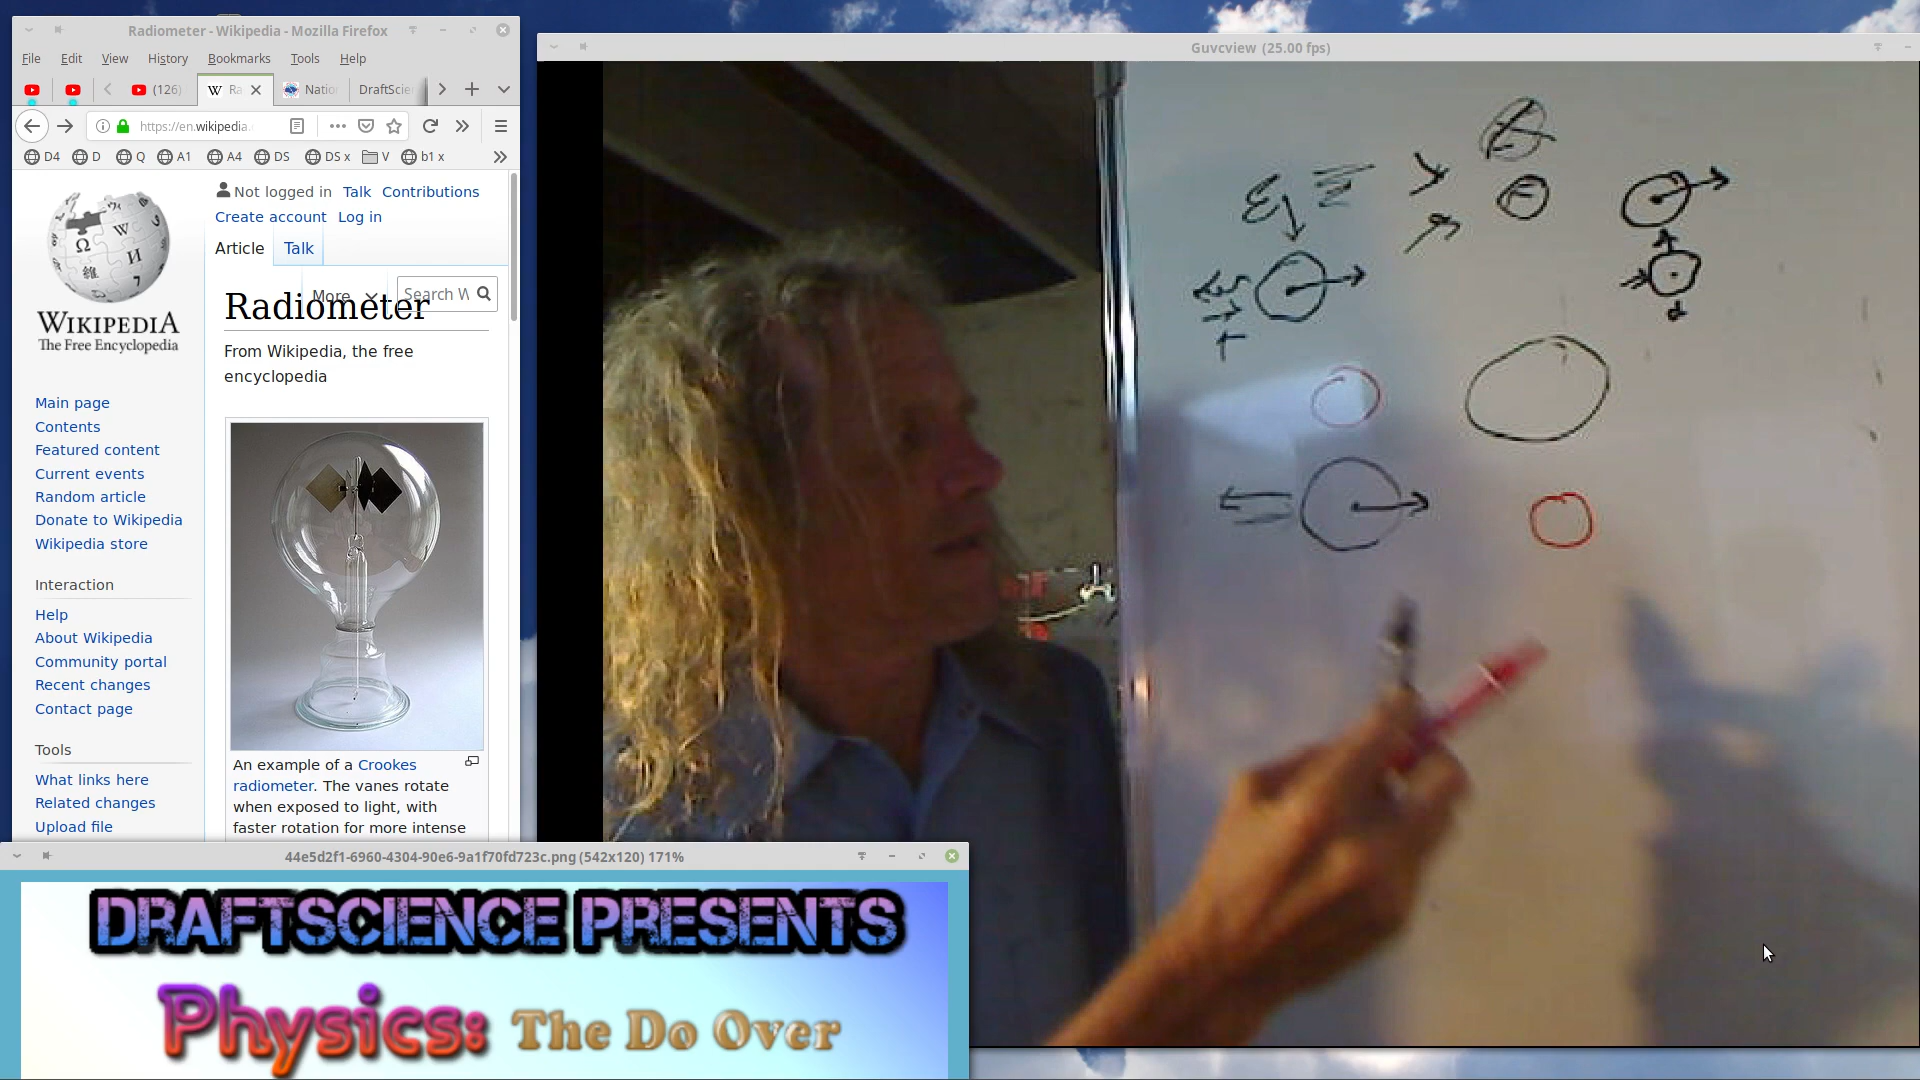 Radiometer - Wikipedia - Mozilla Firefox
File Edit View History Bookmarks Tools Help
(126) Ra Natio DraftScie
https://en.wikipedia.
D4 D Q A1 A4 DS DS x V b1 x
Not logged in Talk Contributions
Create account Log in
Article Talk
More Search W
WIKIPEDIA
The Free Encyclopedia
Radiometer
From Wikipedia, the free
encyclopedia
Main page
Contents
Featured content
Current events
Random article
Donate to Wikipedia
Wikipedia store
Interaction
Help
About Wikipedia
Community portal
Recent changes
Contact page
Tools
What links here
Related changes
Upload file
An example of a Crookes
radiometer. The vanes rotate
when exposed to light, with
faster rotation for more intense
Guvcview (25.00 fps)
44e5d2f1-6960-4304-90e6-9a1f70fd723c.png (542x120) 171%
DRAFTSCIENCE PRESENTS
Physics: The Do Over